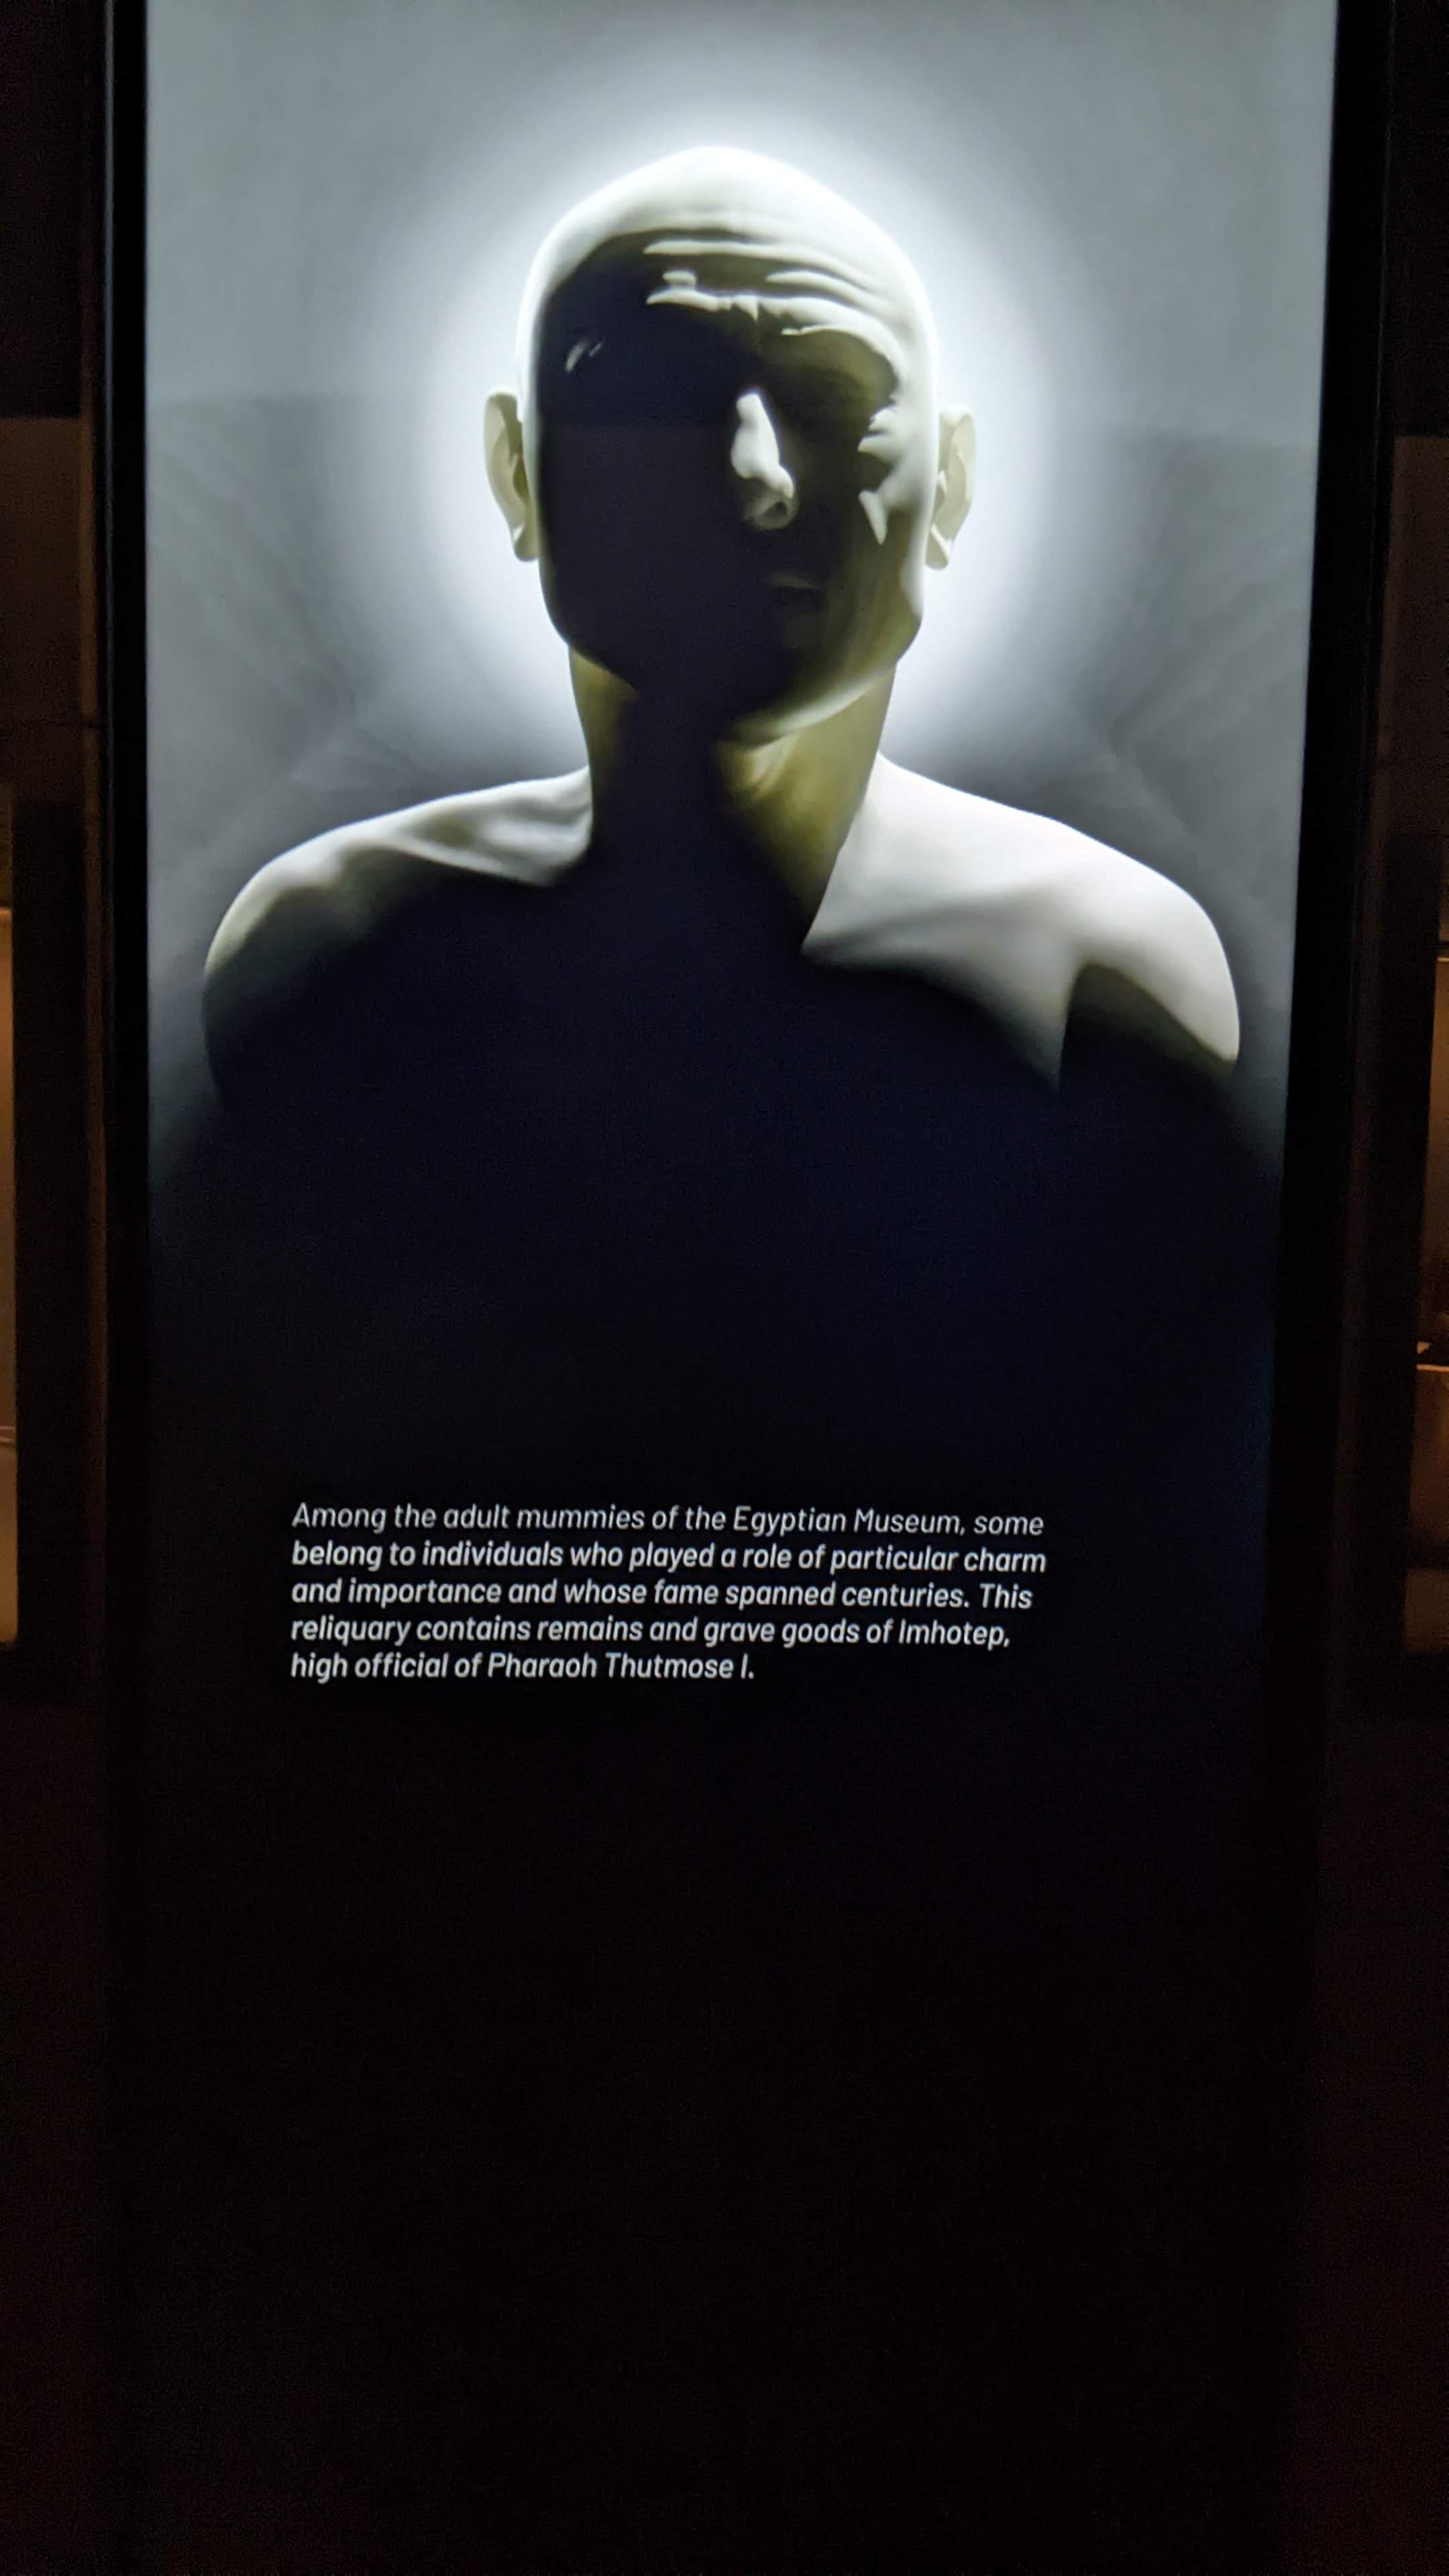 Among the adult mummies of the Egyptian Museum, some
belong to individuals who played a role of particular charm
and importance and whose fame spanned centuries. This
reliquary contains remains and grave goods of Imhotep,
high official of Pharaoh Thutmose I.